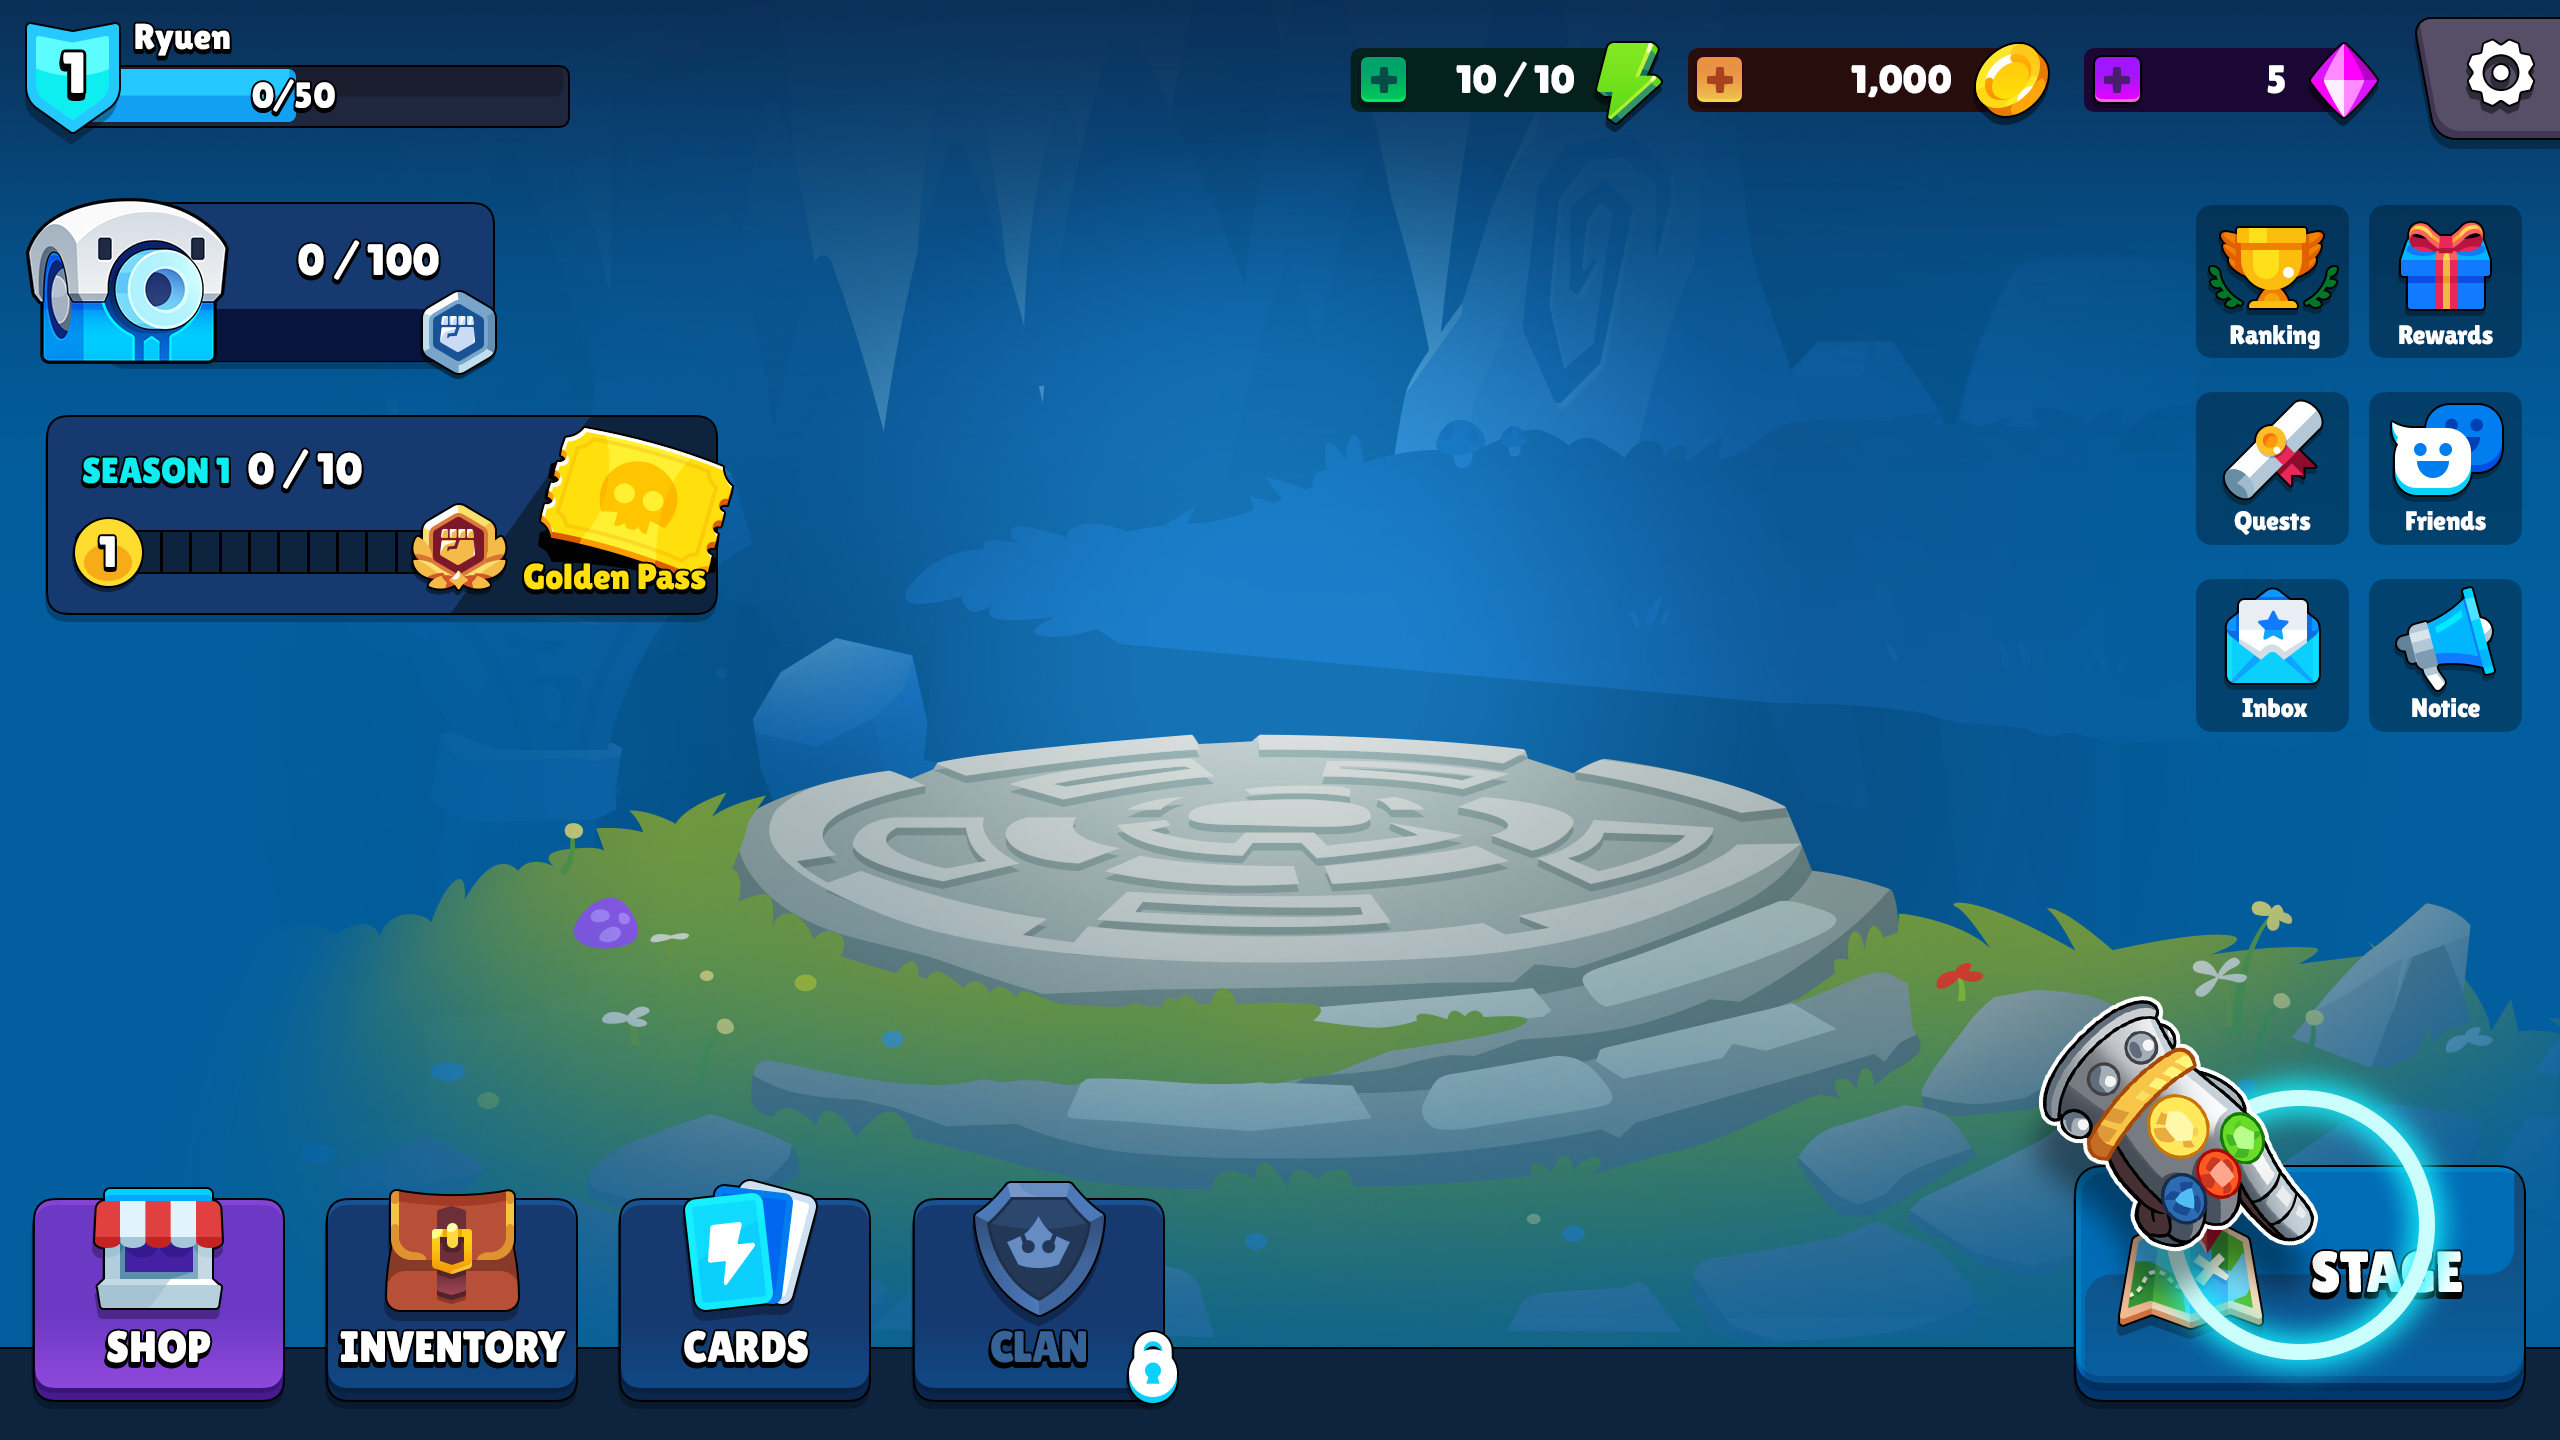 1
Ryuen
0/50
10/10
1,000
5
0/100
SEASON 1 0/10
1
Golden Pass
Ranking
Rewards
Quests
Friends
Inbox
Notice
SHOP
INVENTORY
CARDS
CLAN
STAGE